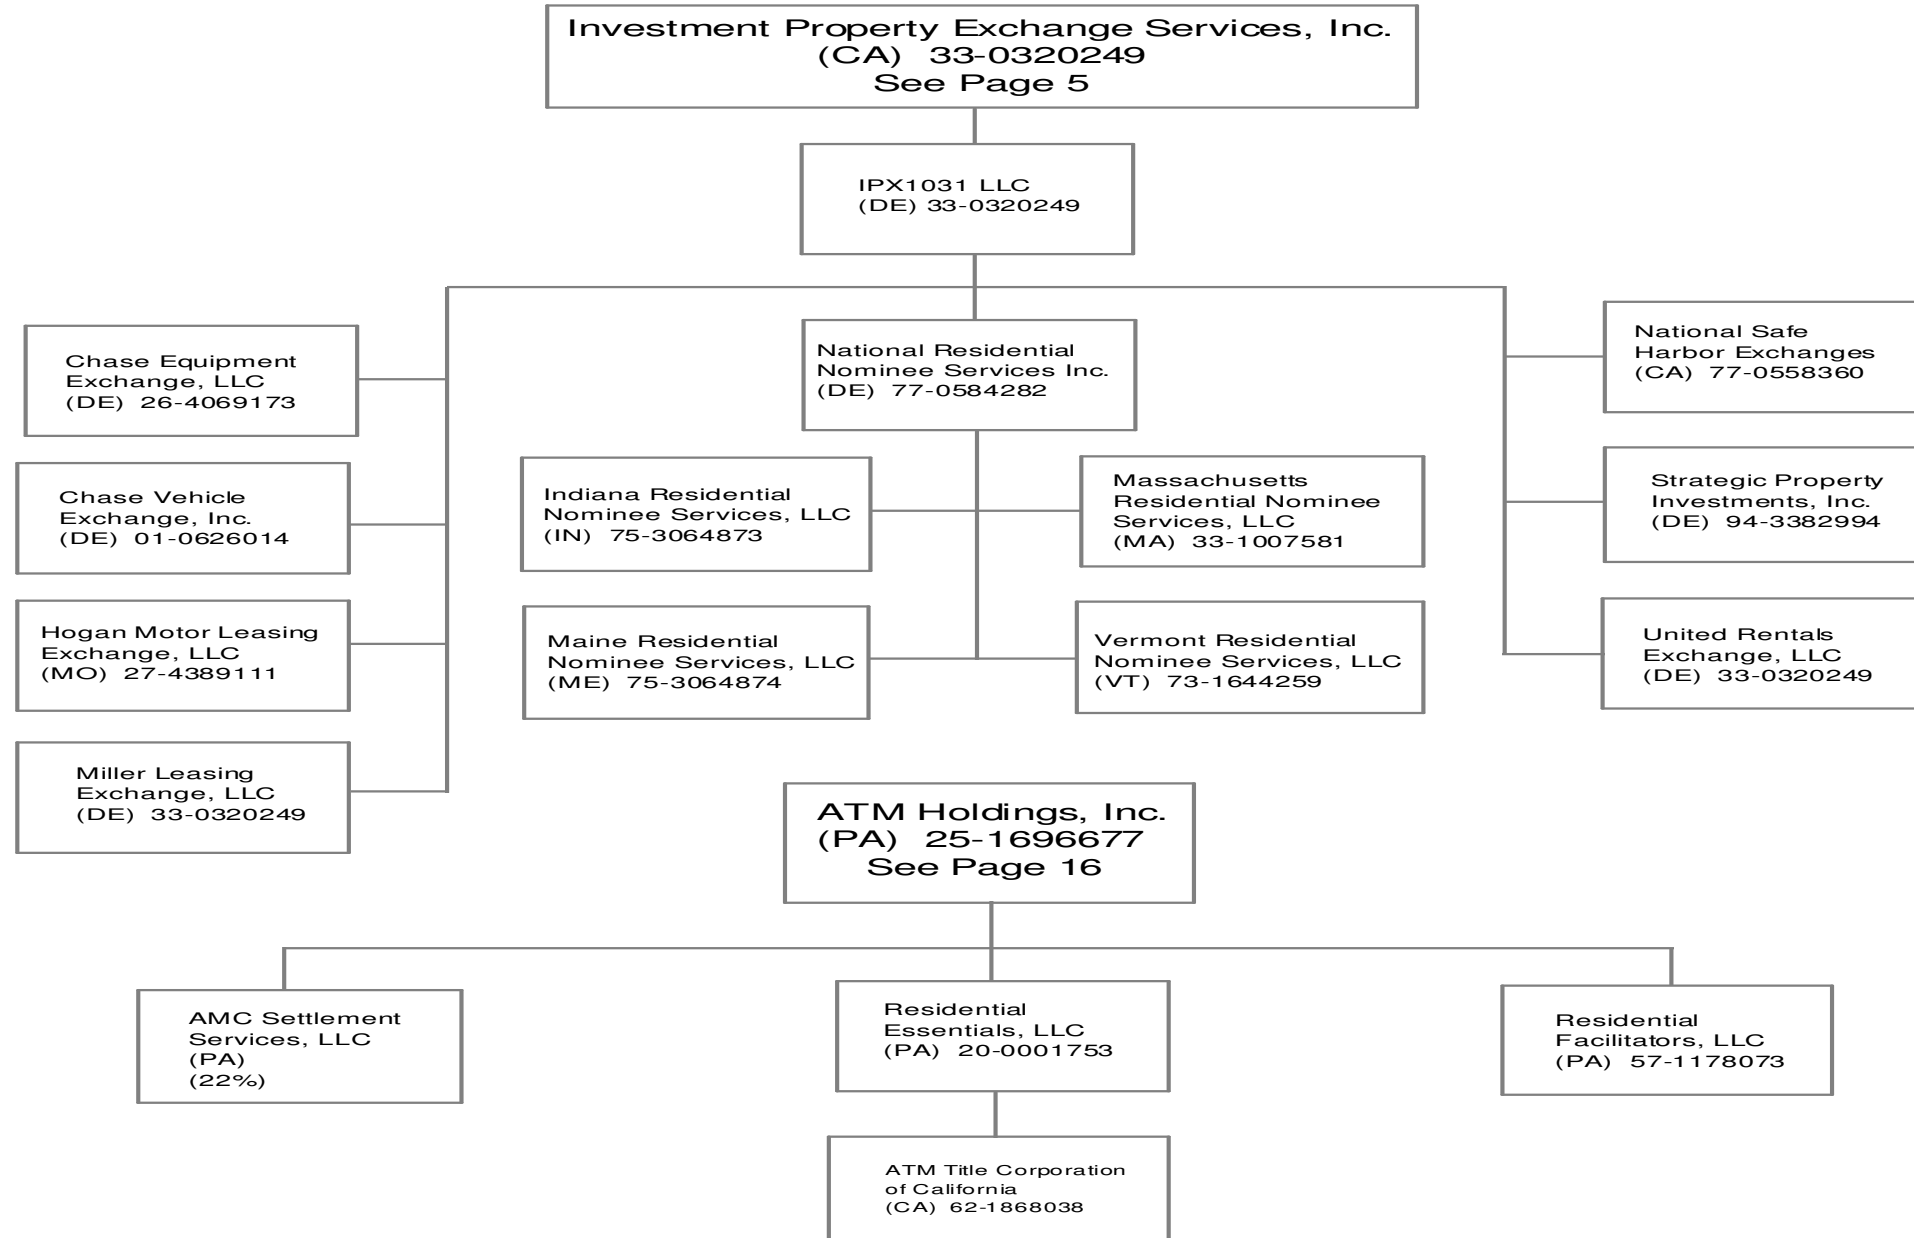 Investment Property Exchange Services, Inc.
(CA) 33-0320249
See Page 5
IPX1031 LLC
(DE) 33-0320249
Chase Equipment
Exchange, LLC
(DE) 26-4069173
Chase Vehicle
Exchange, Inc.
(DE) 01-0626014
Hogan Motor Leasing
Exchange, LLC
(MO) 27-4389111
Miller Leasing
Exchange, LLC
(DE) 33-0320249
National Residential
Nominee Services Inc.
(DE) 77-0584282
Indiana Residential
Nominee Services, LLC
(IN) 75-3064873
Massachusetts
Residential Nominee
Services, LLC
(MA) 33-1007581
Maine Residential
Nominee Services, LLC
(ME) 75-3064874
Vermont Residential
Nominee Services, LLC
(VT) 73-1644259
National Safe
Harbor Exchanges
(CA) 77-0558360
Strategic Property
Investments, Inc.
(DE) 94-3382994
United Rentals
Exchange, LLC
(DE) 33-0320249
ATM Holdings, Inc.
(PA) 25-1696677
See Page 16
AMC Settlement
Services, LLC
(PA)
(22%)
Residential
Essentials, LLC
(PA) 20-0001753
Residential
Facilitators, LLC
(PA) 57-1178073
ATM Title Corporation
of California
(CA) 62-1868038